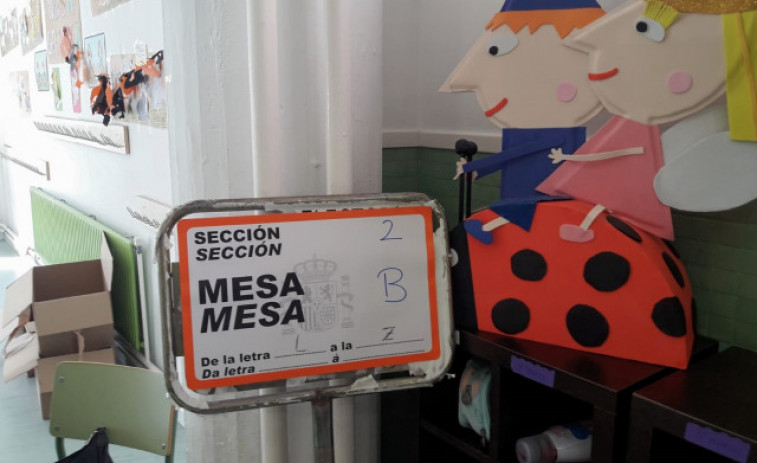 SECCIÓN 2
SECCIÓN
MESA B
MESA
De la letra L a la Z
Da letra á